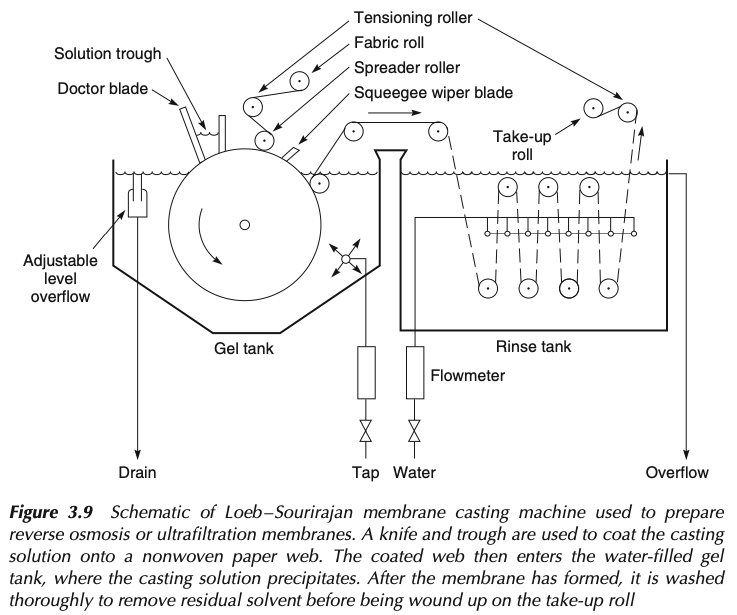 Tensioning roller
Fabric roll
Solution trough
Spreader roller
Doctor blade
Squeegee wiper blade
Take-up
roll
Adjustable
level
overflow
Gel tank
Rinse tank
Flowmeter
Drain
Tap
Water
Overflow
Figure 3.9 Schematic of Loeb–Sourirajan membrane casting machine used to prepare
reverse osmosis or ultrafiltration membranes. A knife and trough are used to coat the casting
solution onto a nonwoven paper web. The coated web then enters the water-filled gel
tank, where the casting solution precipitates. After the membrane has formed, it is washed
thoroughly to remove residual solvent before being wound up on the take-up roll